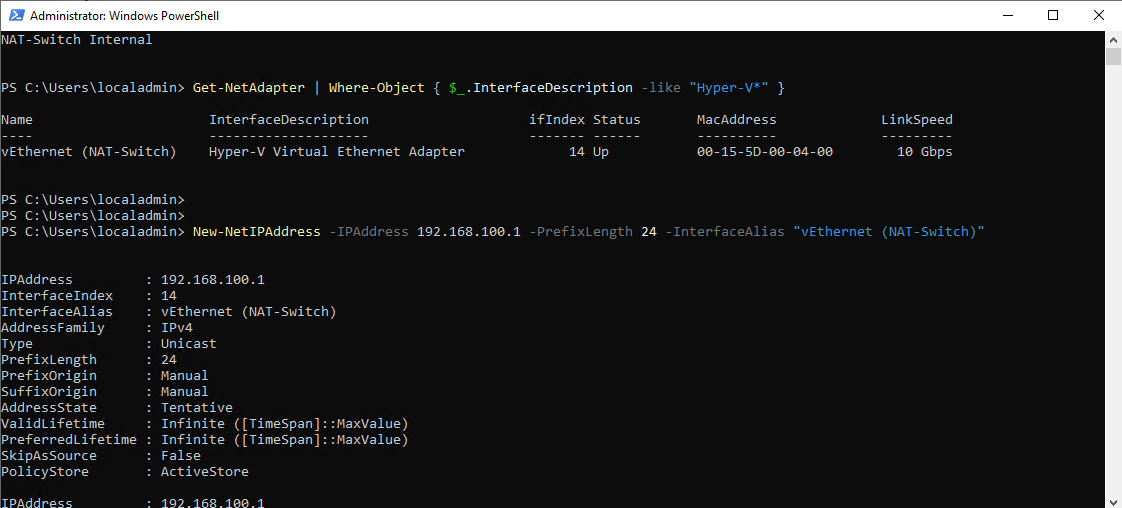 Administrator: Windows PowerShell
NAT-Switch Internal
PS C:\Users\localadmin> Get-NetAdapter | Where-Object { $_.InterfaceDescription -like "Hyper-V*" }
Name                      InterfaceDescription                    ifIndex Status       MacAddress             LinkSpeed
----                      --------------------                    ------- ------       ----------             ---------
vEthernet (NAT-Switch)    Hyper-V Virtual Ethernet Adapter             14 Up           00-15-5D-00-04-00        10 Gbps
PS C:\Users\localadmin>
PS C:\Users\localadmin>
PS C:\Users\localadmin> New-NetIPAddress -IPAddress 192.168.100.1 -PrefixLength 24 -InterfaceAlias "vEthernet (NAT-Switch)"
IPAddress         : 192.168.100.1
InterfaceIndex    : 14
InterfaceAlias    : vEthernet (NAT-Switch)
AddressFamily     : IPv4
Type              : Unicast
PrefixLength      : 24
PrefixOrigin      : Manual
SuffixOrigin      : Manual
AddressState      : Tentative
ValidLifetime     : Infinite ([TimeSpan]::MaxValue)
PreferredLifetime : Infinite ([TimeSpan]::MaxValue)
SkipAsSource      : False
PolicyStore       : ActiveStore
IPAddress         : 192.168.100.1